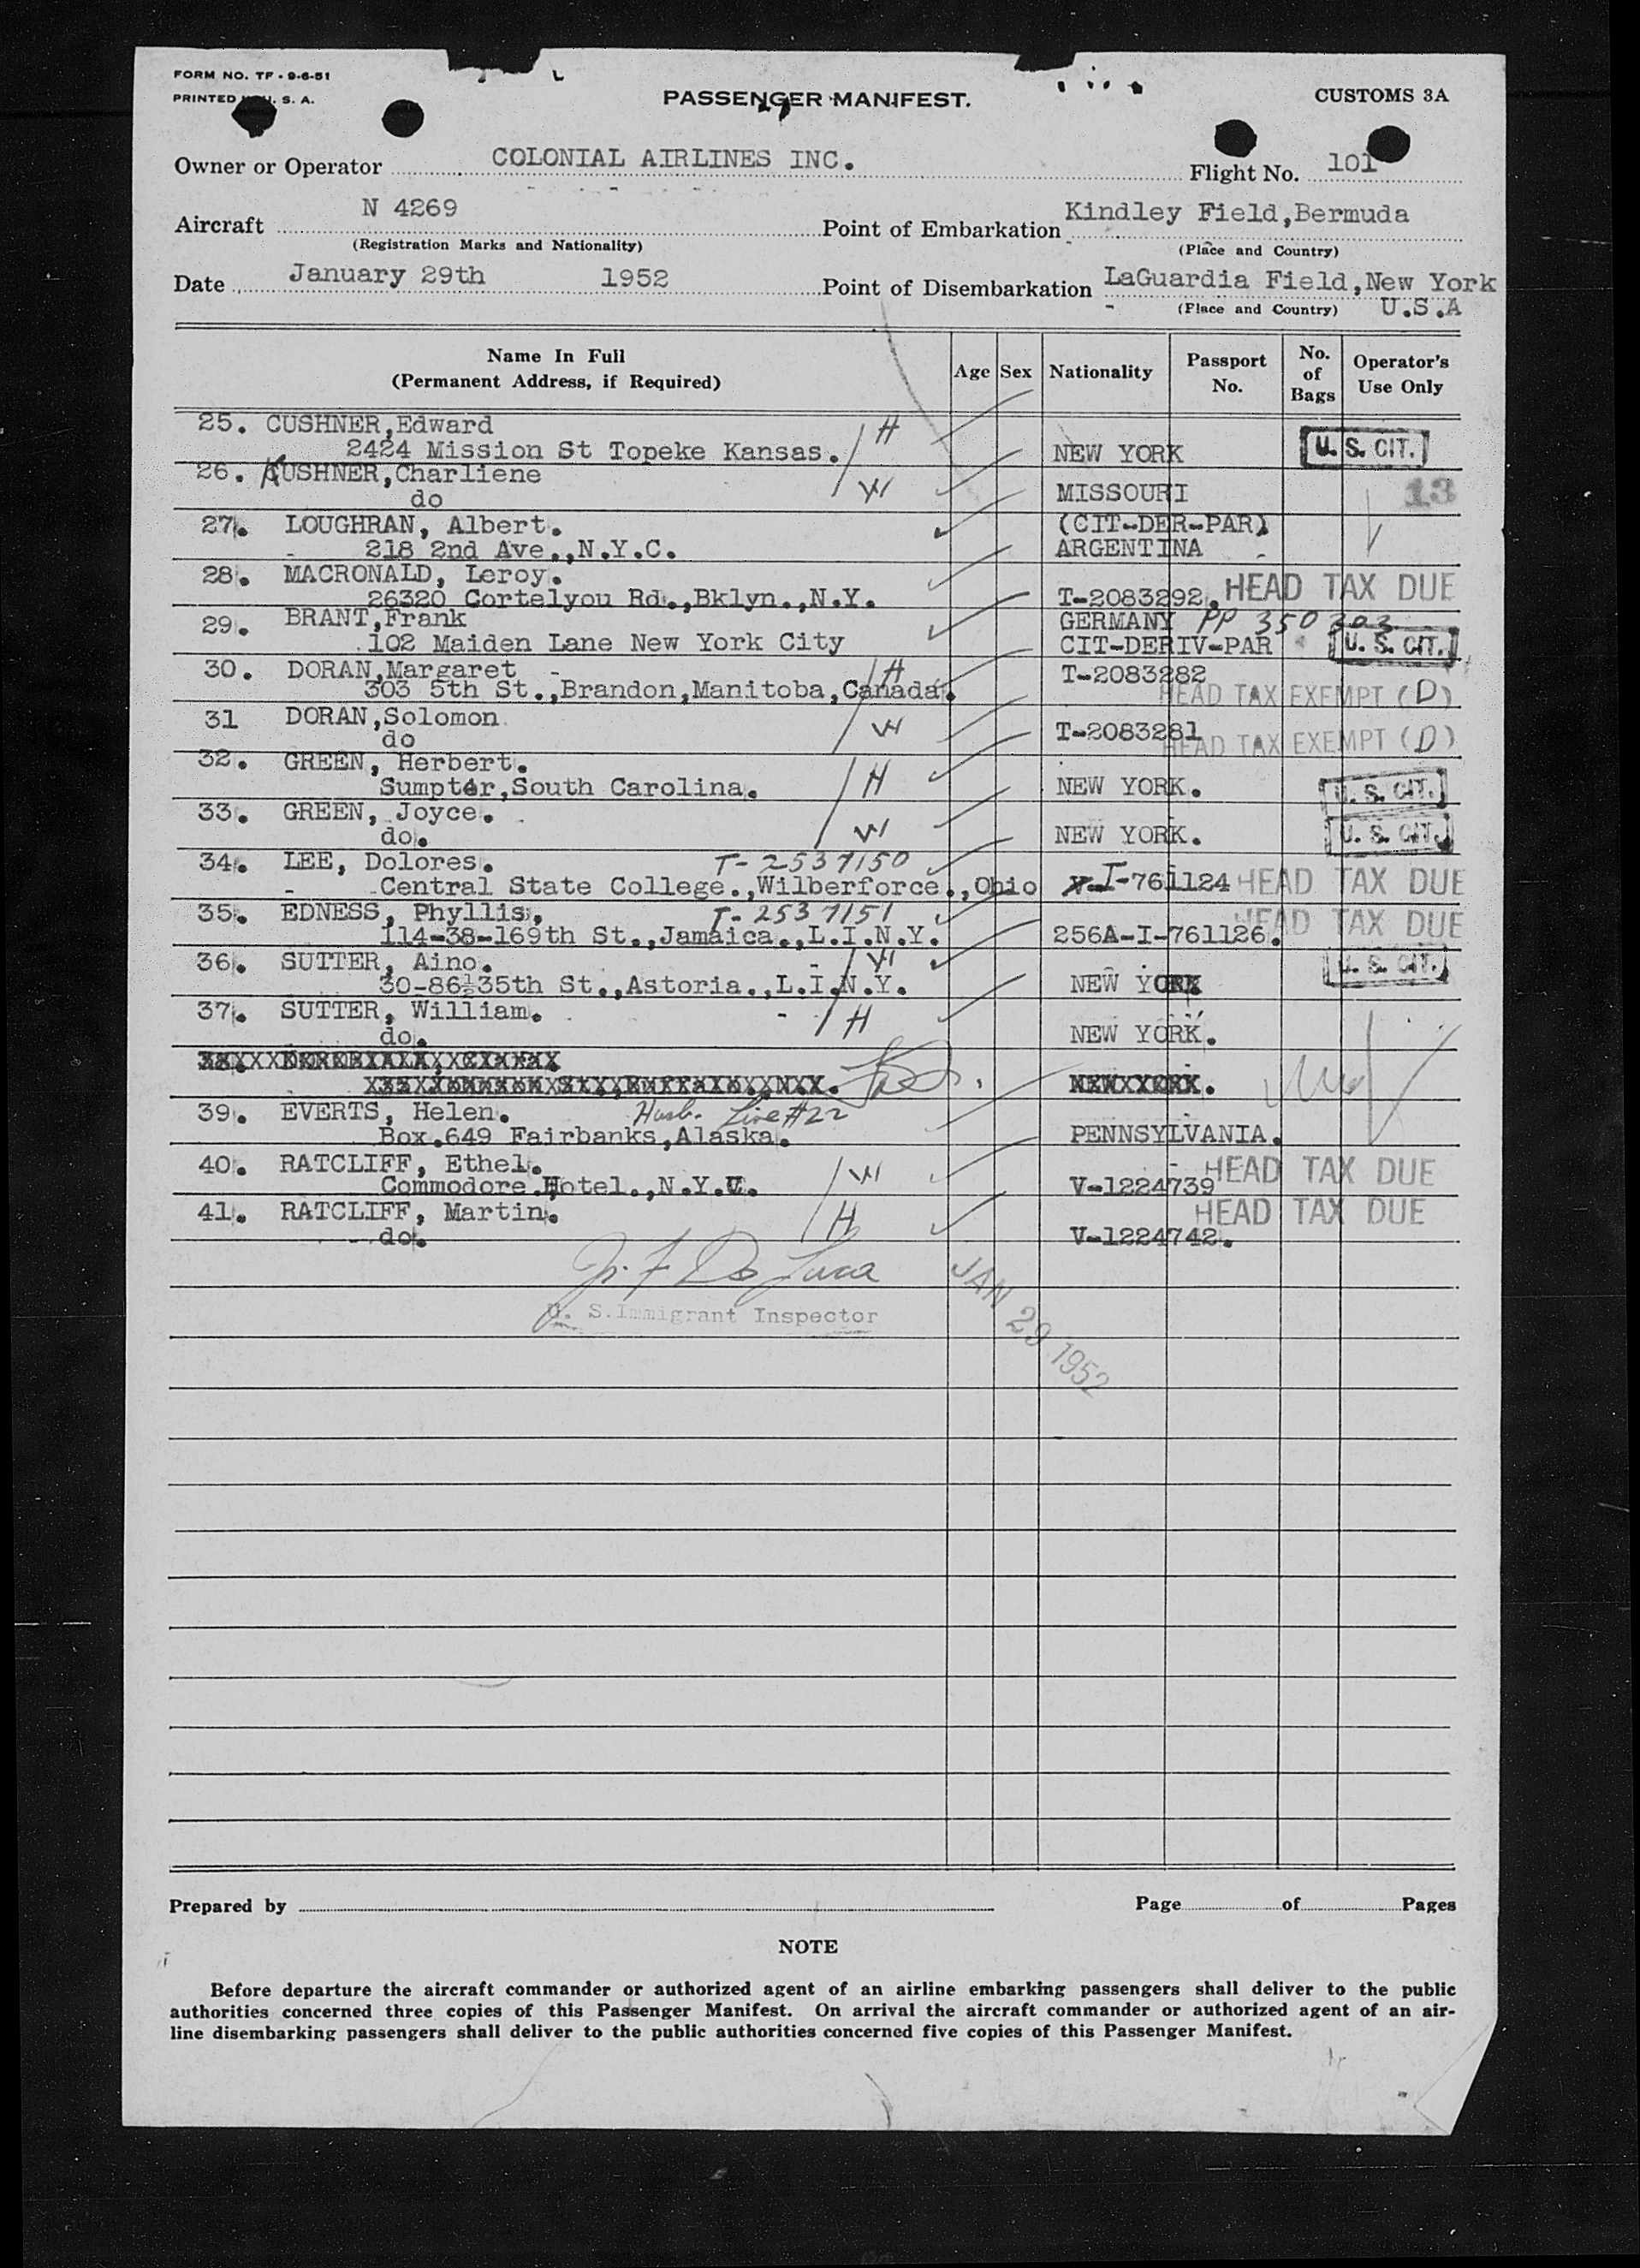 FORM NO. TF - 9-6-51
PRINTED U. S. A.
PASSENGER MANIFEST.
CUSTOMS 3A
Owner or Operator COLONIAL AIRLINES INC.
Flight No. 101
Aircraft N 4269
(Registration Marks and Nationality)
Point of Embarkation Kindley Field,Bermuda
(Place and Country)
Date January 29th 1952
Point of Disembarkation LaGuardia Field,New York
(Place and Country) U.S.A
Name In Full
(Permanent Address, if Required)
Age Sex Nationality
Passport No.
No. of Bags
Operator's Use Only
25. CUSHNER,Edward H
2424 Mission St Topeke Kansas. NEW YORK U. S. CIT.
26. KUSHNER,Charliene
do W MISSOURI 13
27. LOUGHRAN, Albert. (CIT-DER-PAR)
218 2nd Ave.,N.Y.C. ARGENTINA
28. MACRONALD, Leroy. HEAD TAX DUE
26320 Cortelyou Rd.,Bklyn.,N.Y. T-2083292.
29. BRANT,Frank GERMANY PP 350303
102 Maiden Lane New York City CIT-DERIV-PAR U. S. CIT.
30. DORAN,Margaret H T-2083282
303 5th St.,Brandon,Manitoba,Canada. HEAD TAX EXEMPT (D)
31 DORAN,Solomon W T-2083281
do HEAD TAX EXEMPT (D)
32. GREEN, Herbert.
Sumpter,South Carolina. H NEW YORK. U. S. CIT.
33. GREEN, Joyce.
do. W NEW YORK. U. S. CIT.
34. LEE, Dolores. T-2537150
Central State College.,Wilberforce.,Ohio I-761124 HEAD TAX DUE
35. EDNESS, Phyllis. T-2537151 HEAD TAX DUE
114-38-169th St.,Jamaica.,L.I.N.Y. 256A-I-761126.
36. SUTTER, Aino. W U. S. CIT.
30-86½35th St.,Astoria.,L.I.N.Y. NEW YORK
37. SUTTER, William. H
do. NEW YORK.
38.
NEW YORK.
39. EVERTS, Helen. Husb. Line #22
Box.649 Fairbanks,Alaska. PENNSYLVANIA.
40. RATCLIFF, Ethel. W HEAD TAX DUE
Commodore Hotel.,N.Y.C. V-1224739
41. RATCLIFF, Martin. H HEAD TAX DUE
do. V-1224742.
J. F. De Luca
U. S.Immigrant Inspector
JAN 29 1952
Prepared by
Page of Pages
NOTE
Before departure the aircraft commander or authorized agent of an airline embarking passengers shall deliver to the public
authorities concerned three copies of this Passenger Manifest. On arrival the aircraft commander or authorized agent of an air-
line disembarking passengers shall deliver to the public authorities concerned five copies of this Passenger Manifest.